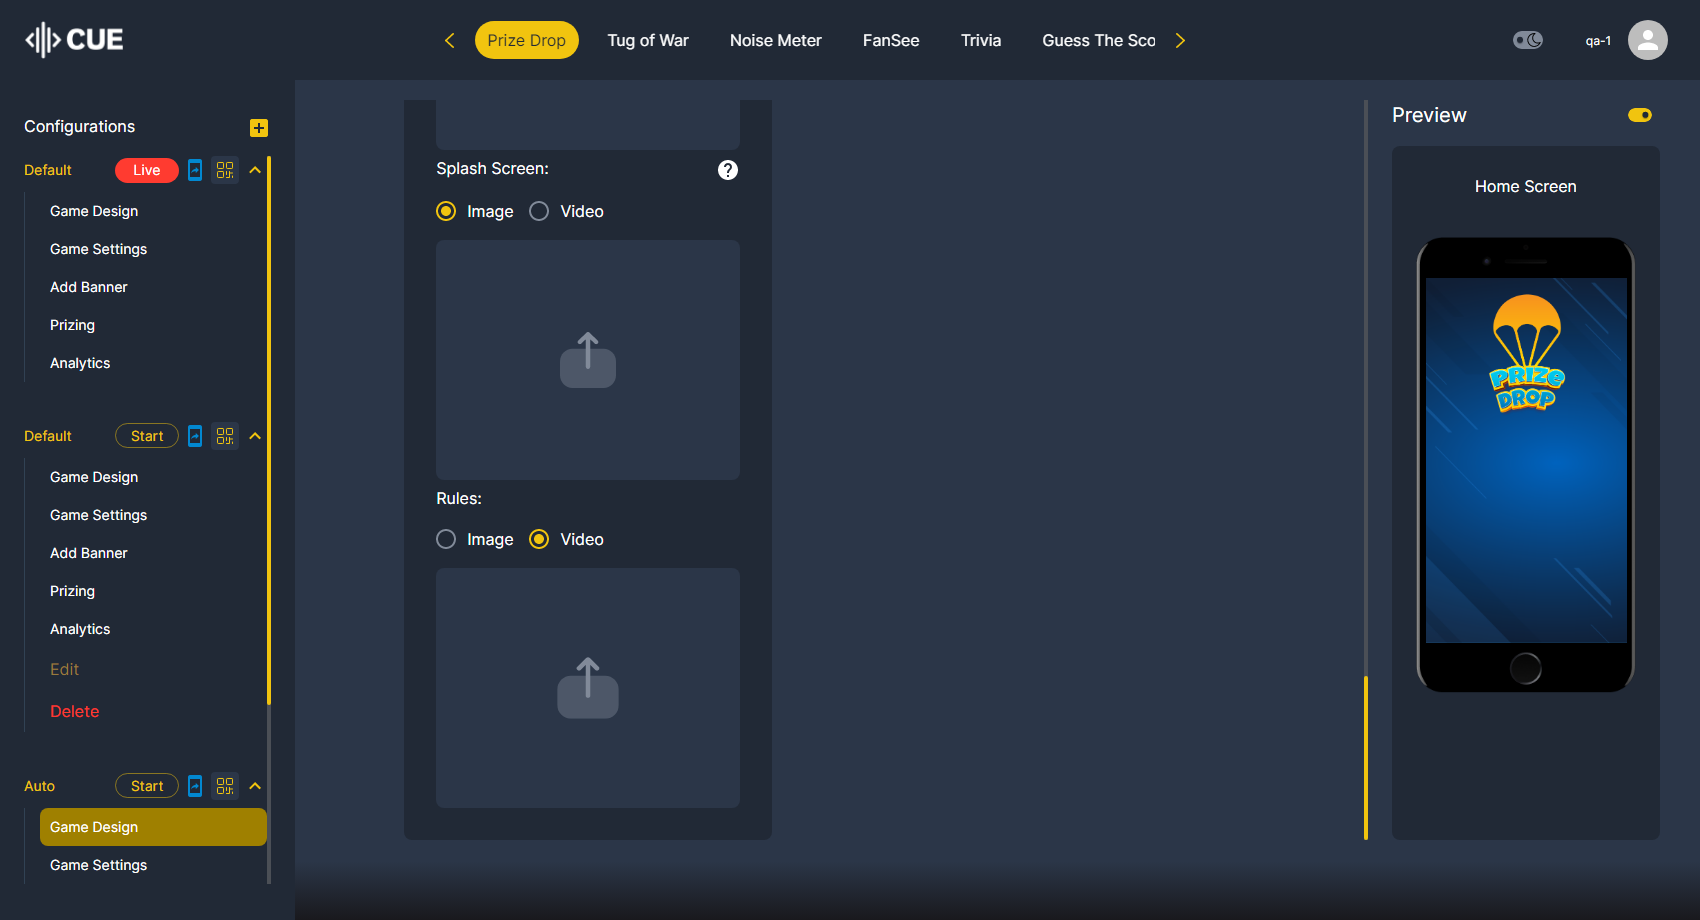 CUE
Prize Drop
Tug of War
Noise Meter
FanSee
Trivia
Guess The Sco
qa-1
Configurations
Default
Live
Game Design
Game Settings
Add Banner
Prizing
Analytics
Default
Start
Game Design
Game Settings
Add Banner
Prizing
Analytics
Edit
Delete
Auto
Start
Game Design
Game Settings
Splash Screen:
?
Image
Video
Rules:
Image
Video
Preview
Home Screen
PRIZE
DROP